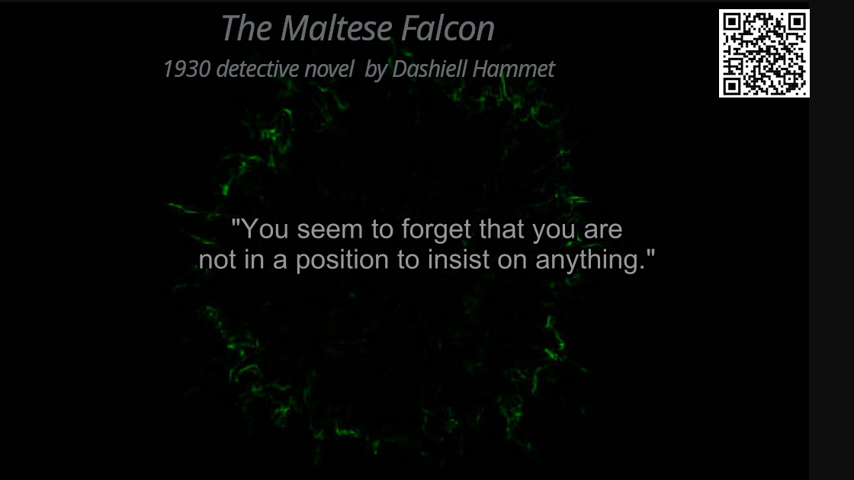 The Maltese Falcon
1930 detective novel by Dashiell Hammet
"You seem to forget that you are
not in a position to insist on anything."